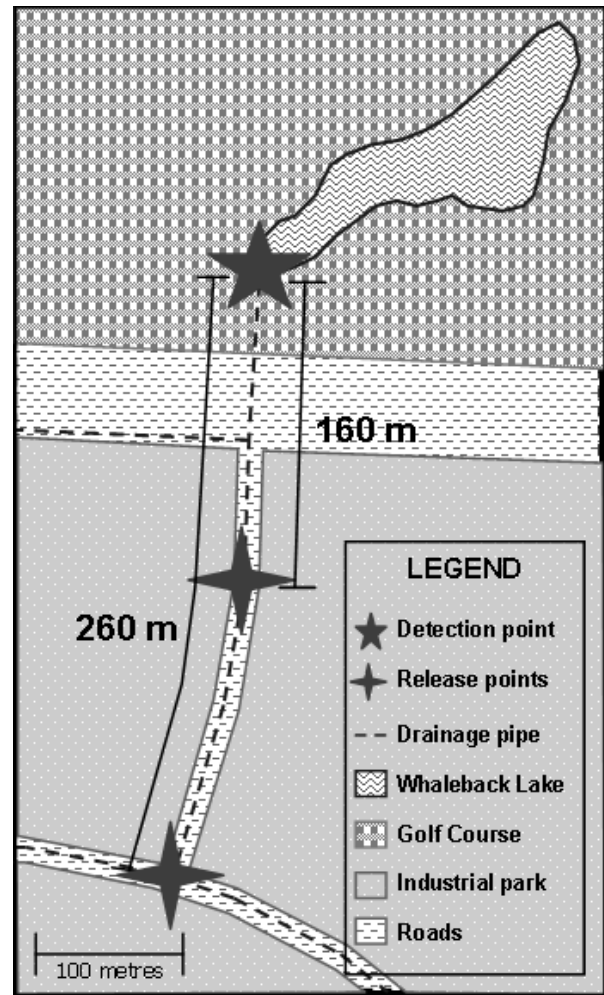 160 m
260 m
LEGEND
Detection point
Release points
Drainage pipe
Whaleback Lake
Golf Course
Industrial park
Roads
100 metres